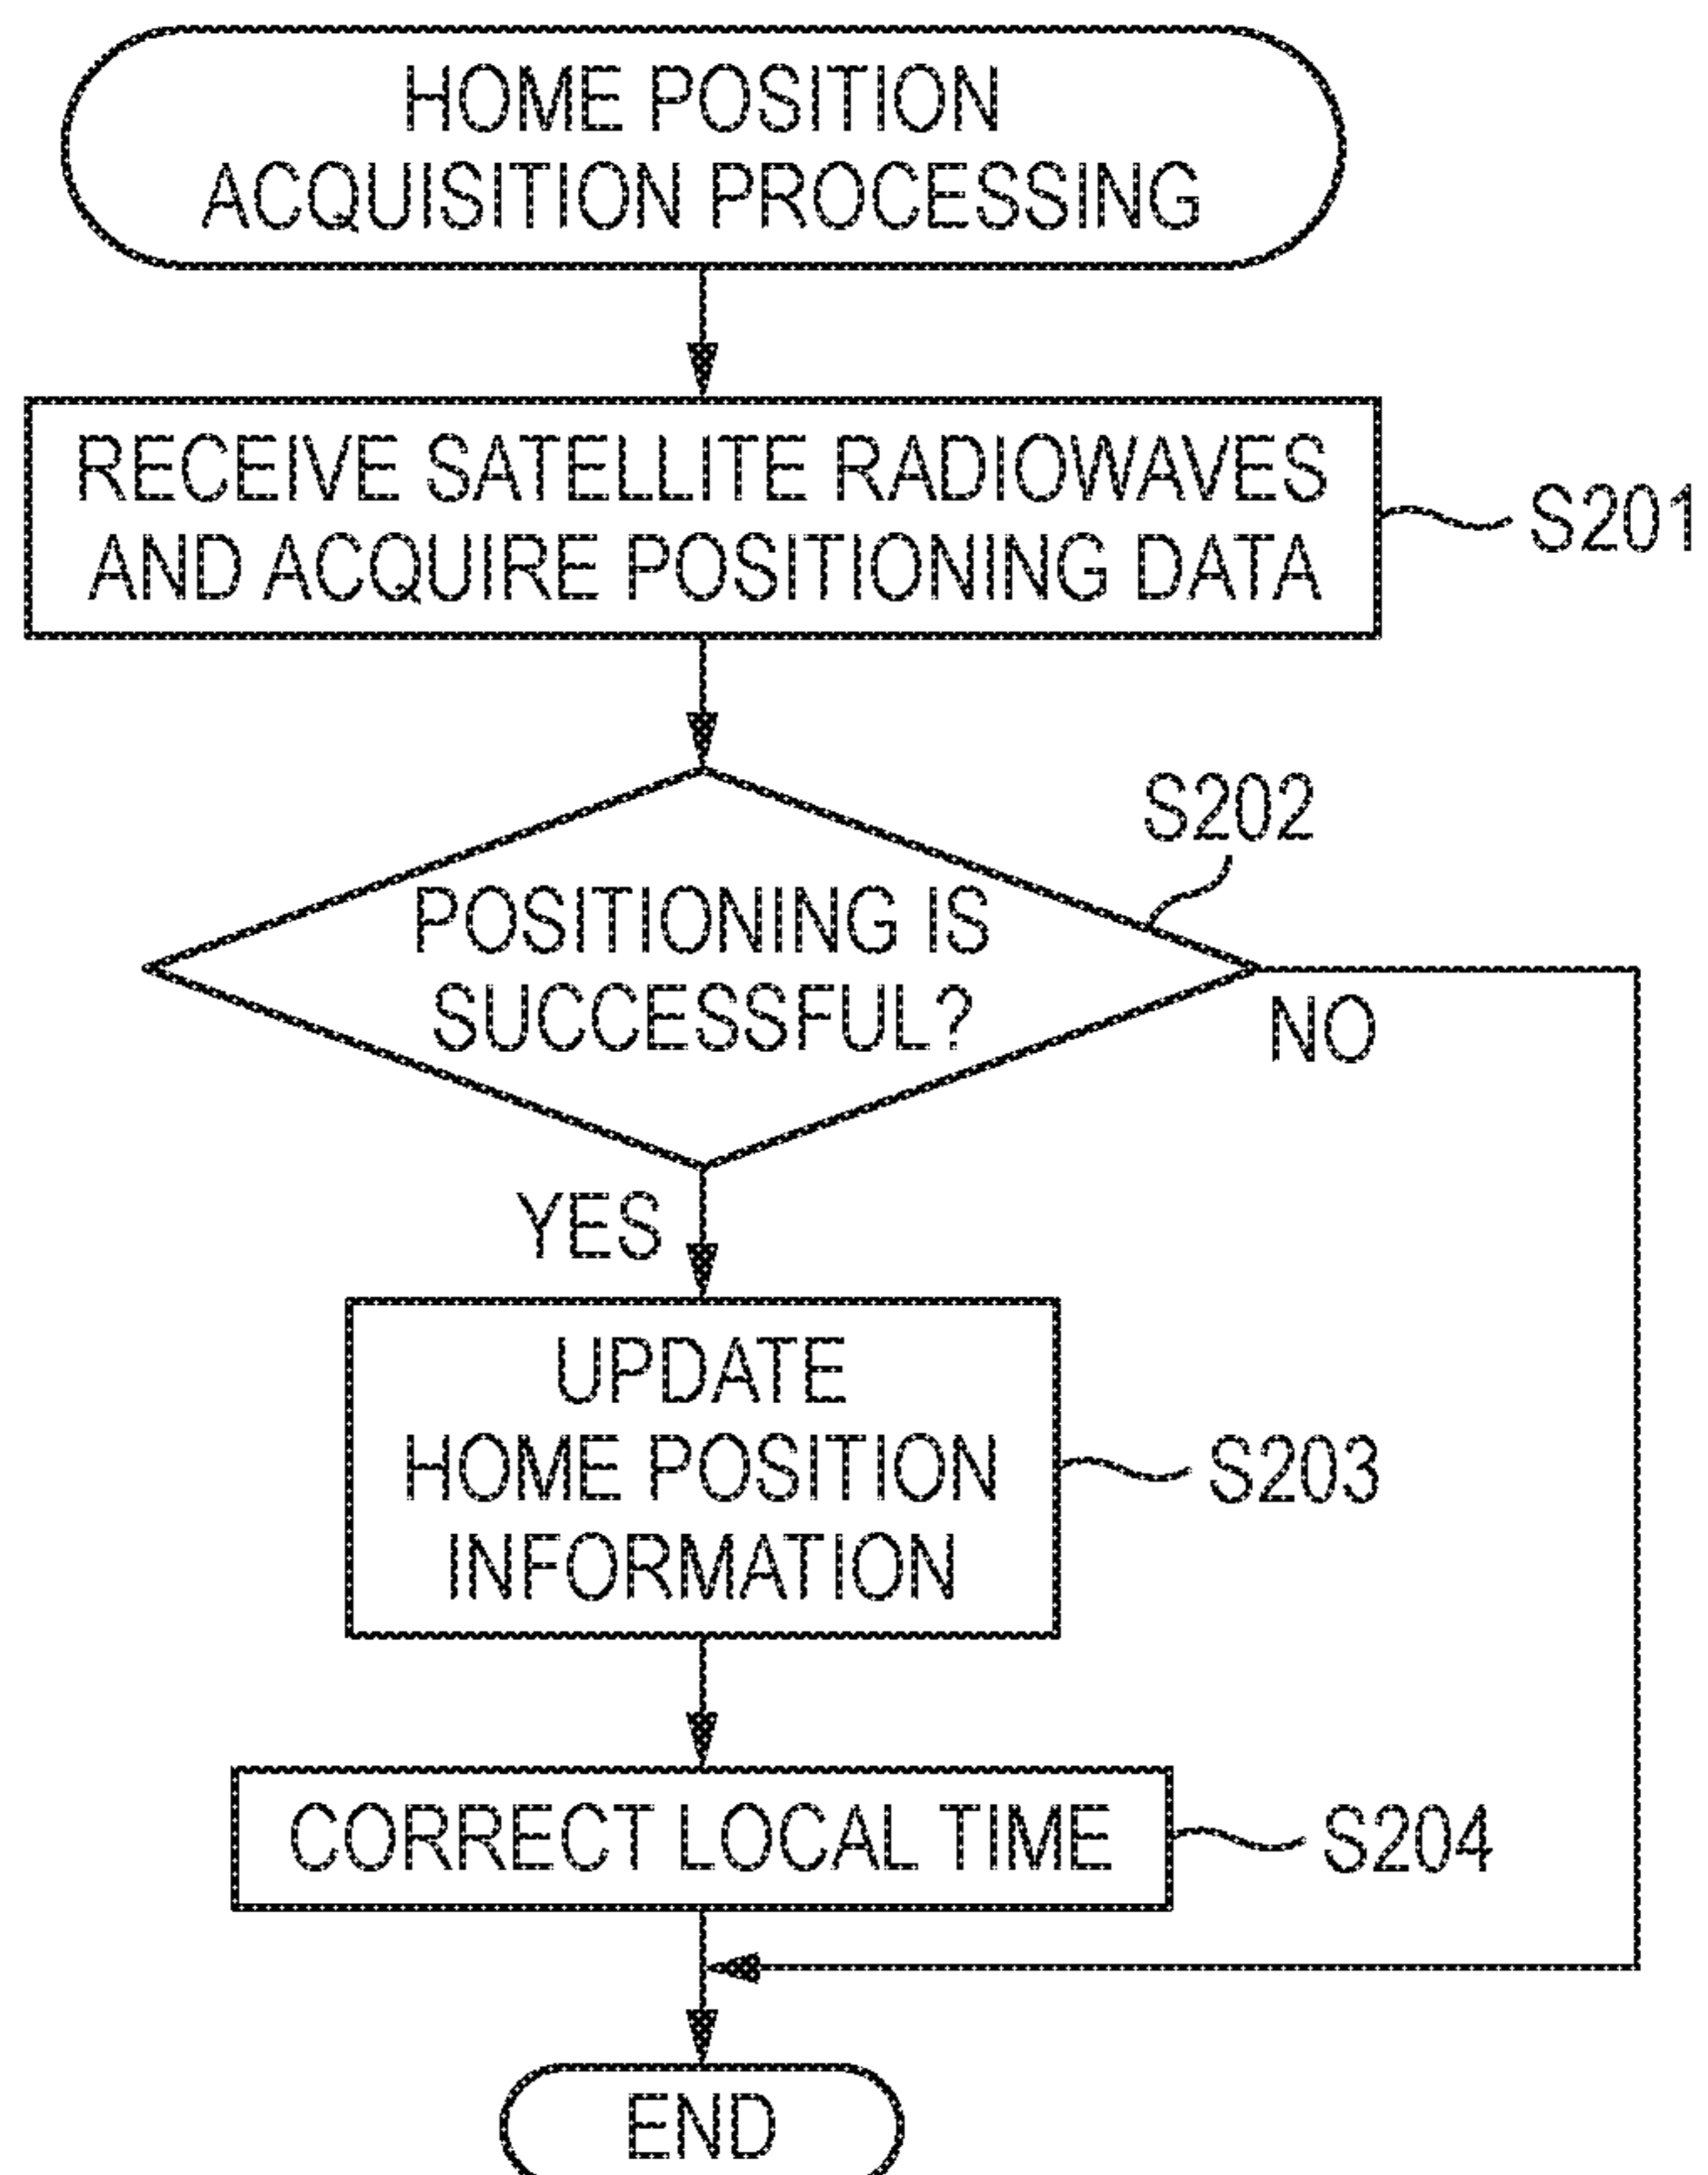 HOME POSITION
ACQUISITION PROCESSING
RECEIVE SATELLITE RADIOWAVES
AND ACQUIRE POSITIONING DATA
S201
S202
POSITIONING IS
SUCCESSFUL?
NO
YES
UPDATE
HOME POSITION
INFORMATION
S203
CORRECT LOCAL TIME
S204
END